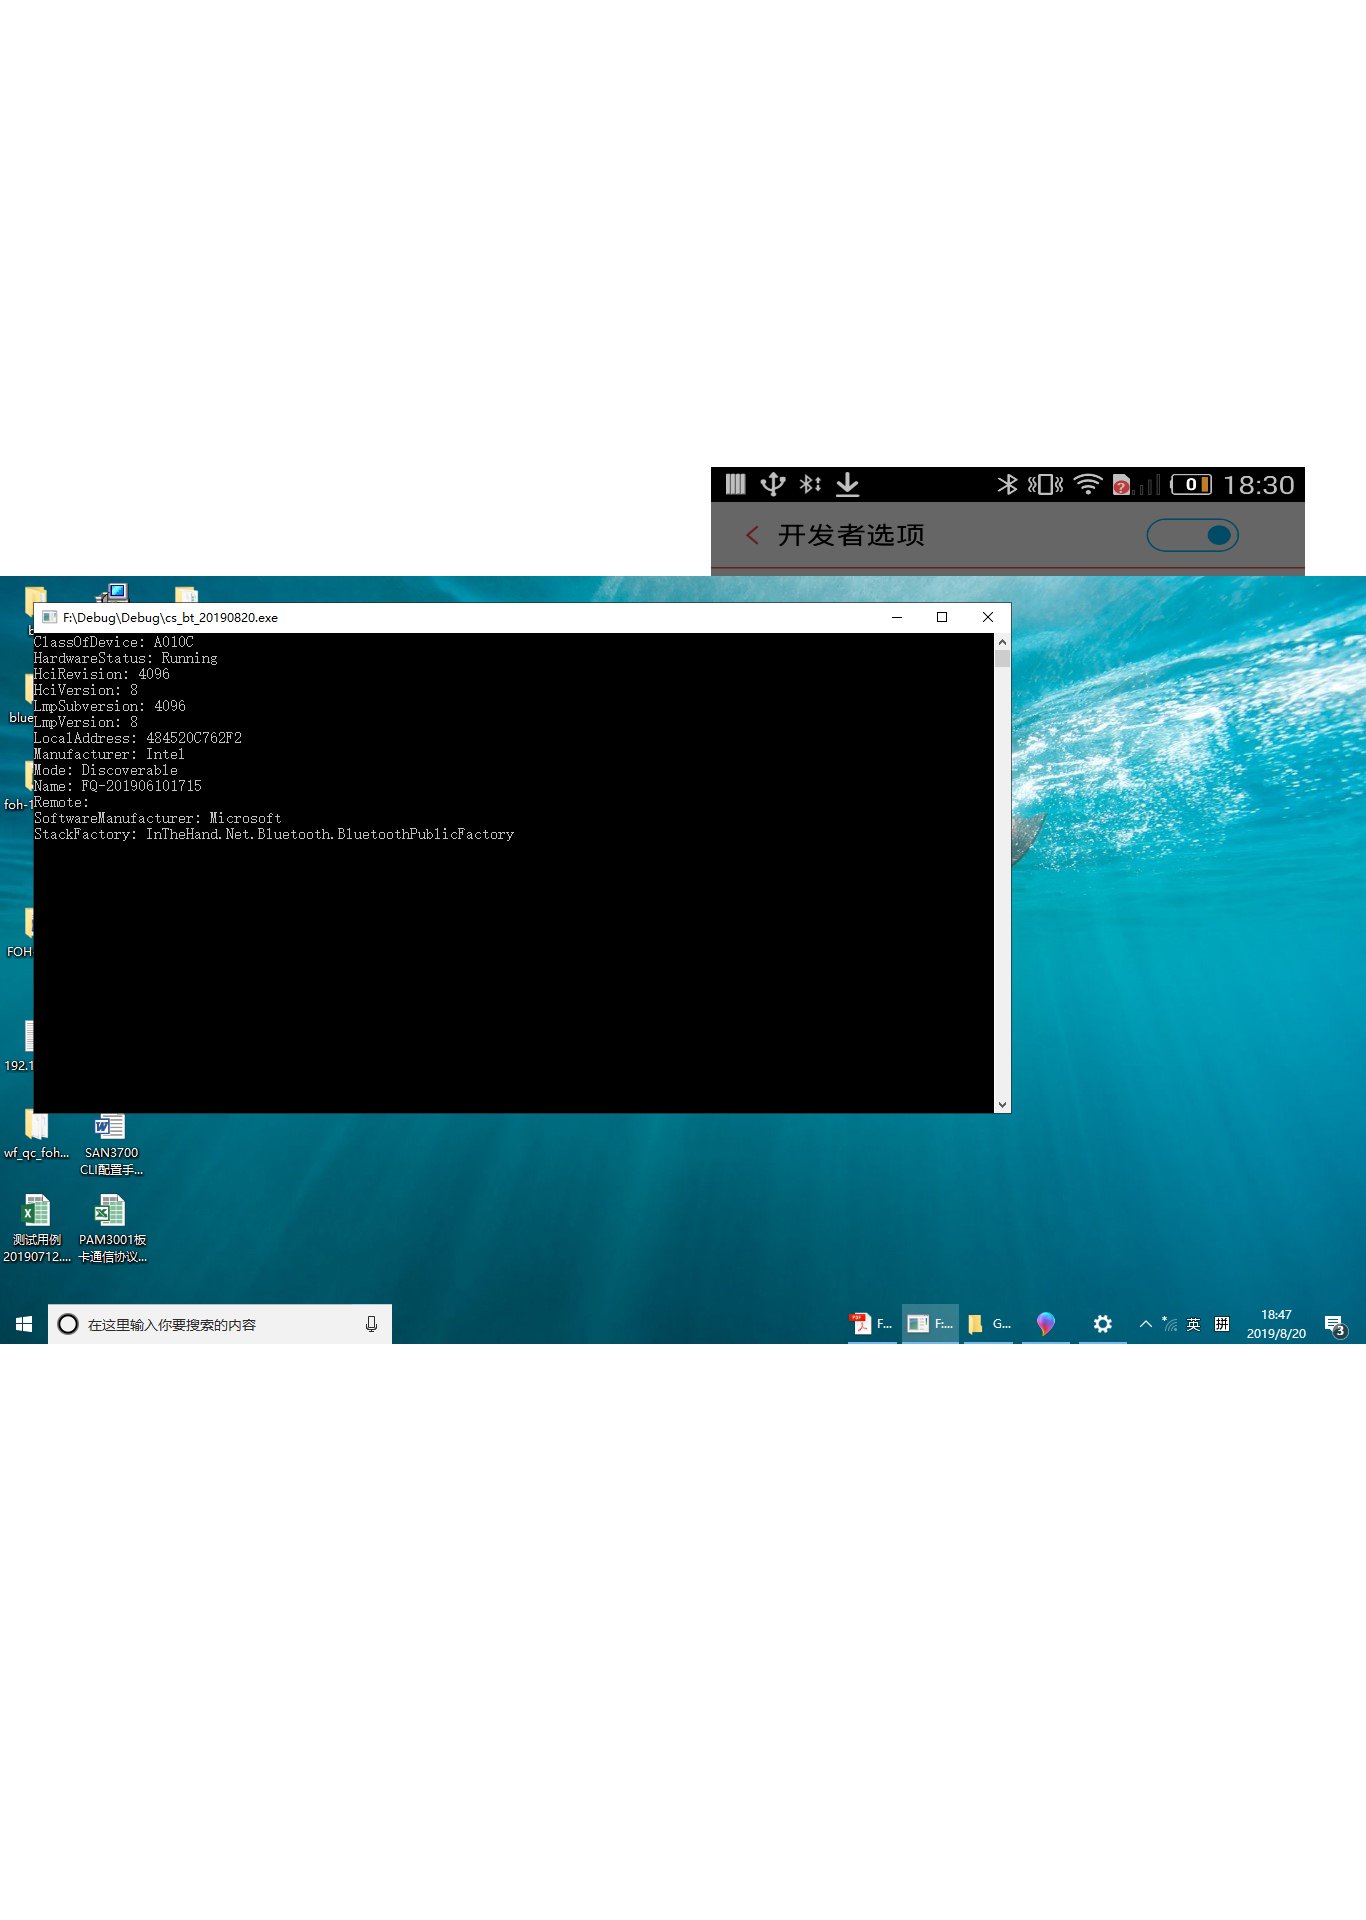 0
18:30
开发者选项
F:\Debug\Debug\cs_bt_20190820.exe
ClassOfDevice: A010C
HardwareStatus: Running
HciRevision: 4096
HciVersion: 8
LmpSubversion: 4096
LmpVersion: 8
LocalAddress: 484520C762F2
Manufacturer: Intel
Mode: Discoverable
Name: FQ-201906101715
Remote:
SoftwareManufacturer: Microsoft
StackFactory: InTheHand.Net.Bluetooth.BluetoothPublicFactory
b
blue
foh-1
FOH-
192.1
wf_qc_foh...
SAN3700
CLI配置手...
测试用例
20190712....
PAM3001板
卡通信协议...
在这里输入你要搜索的内容
F...
F:...
G...
英
拼
18:47
2019/8/20
3